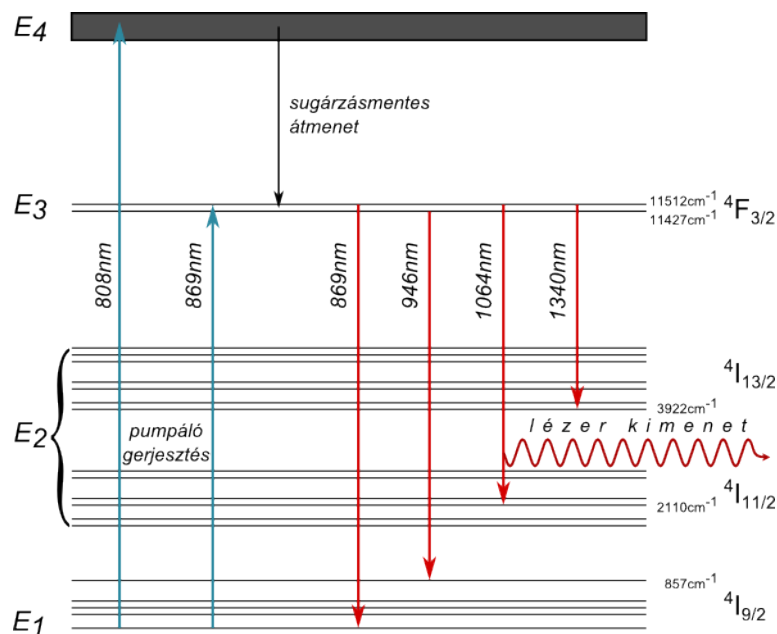 E4
sugárzásmentes
átmenet
E3
11512cm-1
11427cm-1
4F3/2
808nm
869nm
869nm
946nm
1064nm
1340nm
4I13/2
3922cm-1
E2
pumpáló
gerjesztés
lézer kimenet
2110cm-1
4I11/2
857cm-1
4I9/2
E1